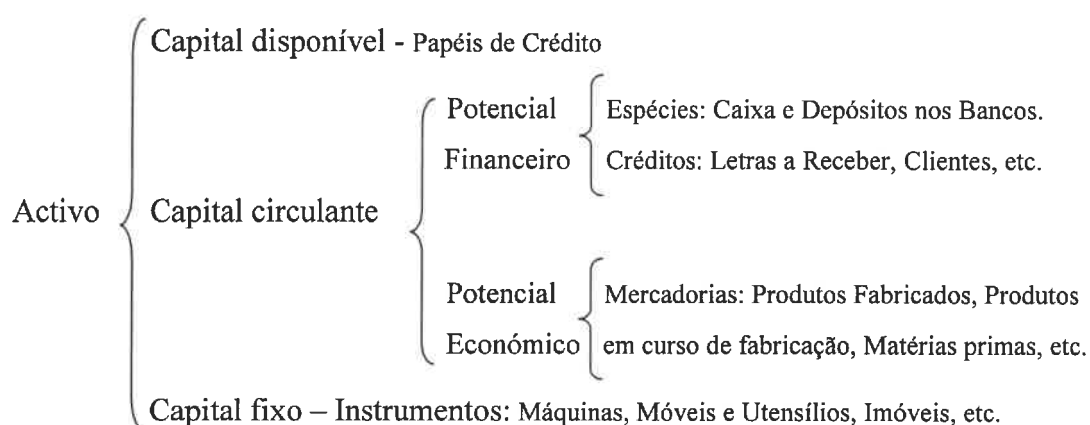 Capital disponível - Papéis de Crédito
Potencial Espécies: Caixa e Depósitos nos Bancos.
Financeiro Créditos: Letras a Receber, Clientes, etc.
Activo Capital circulante
Potencial Mercadorias: Produtos Fabricados, Produtos
Económico em curso de fabricação, Matérias primas, etc.
Capital fixo – Instrumentos: Máquinas, Móveis e Utensílios, Imóveis, etc.